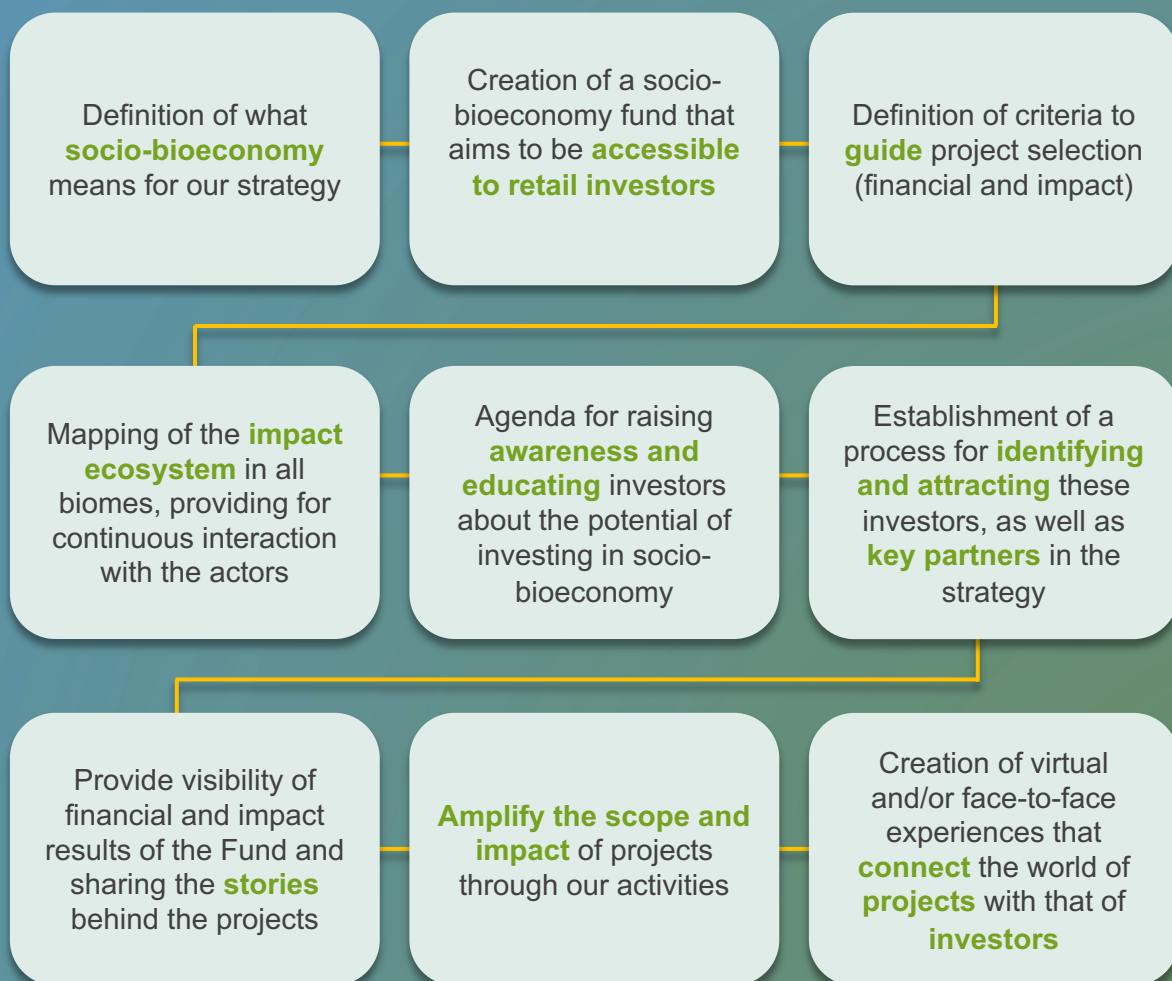 Definition of what
socio-bioeconomy
means for our strategy
Creation of a socio-
bioeconomy fund that
aims to be accessible
to retail investors
Definition of criteria to
guide project selection
(financial and impact)
Mapping of the impact
ecosystem in all
biomes, providing for
continuous interaction
with the actors
Agenda for raising
awareness and
educating investors
about the potential of
investing in socio-
bioeconomy
Establishment of a
process for identifying
and attracting these
investors, as well as
key partners in the
strategy
Provide visibility of
financial and impact
results of the Fund and
sharing the stories
behind the projects
Amplify the scope and
impact of projects
through our activities
Creation of virtual
and/or face-to-face
experiences that
connect the world of
projects with that of
investors